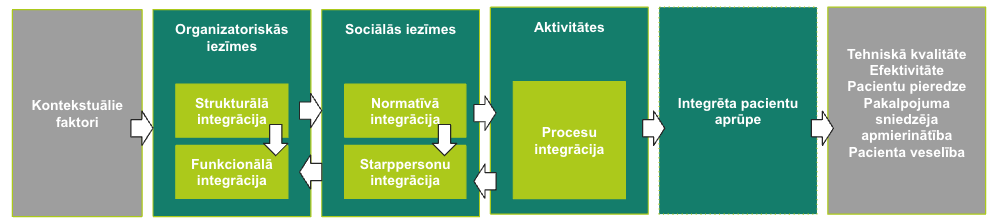 Kontekstuālie
faktori
Organizatoriskās
iezīmes
Strukturālā
integrācija
Funkcionālā
integrācija
Sociālās iezīmes
Normatīvā
integrācija
Starppersonu
integrācija
Aktivitātes
Procesu
integrācija
Integrēta pacientu
aprūpe
Tehniskā kvalitāte
Efektivitāte
Pacientu pieredze
Pakalpojuma
sniedzēja
apmierinātība
Pacienta veselība